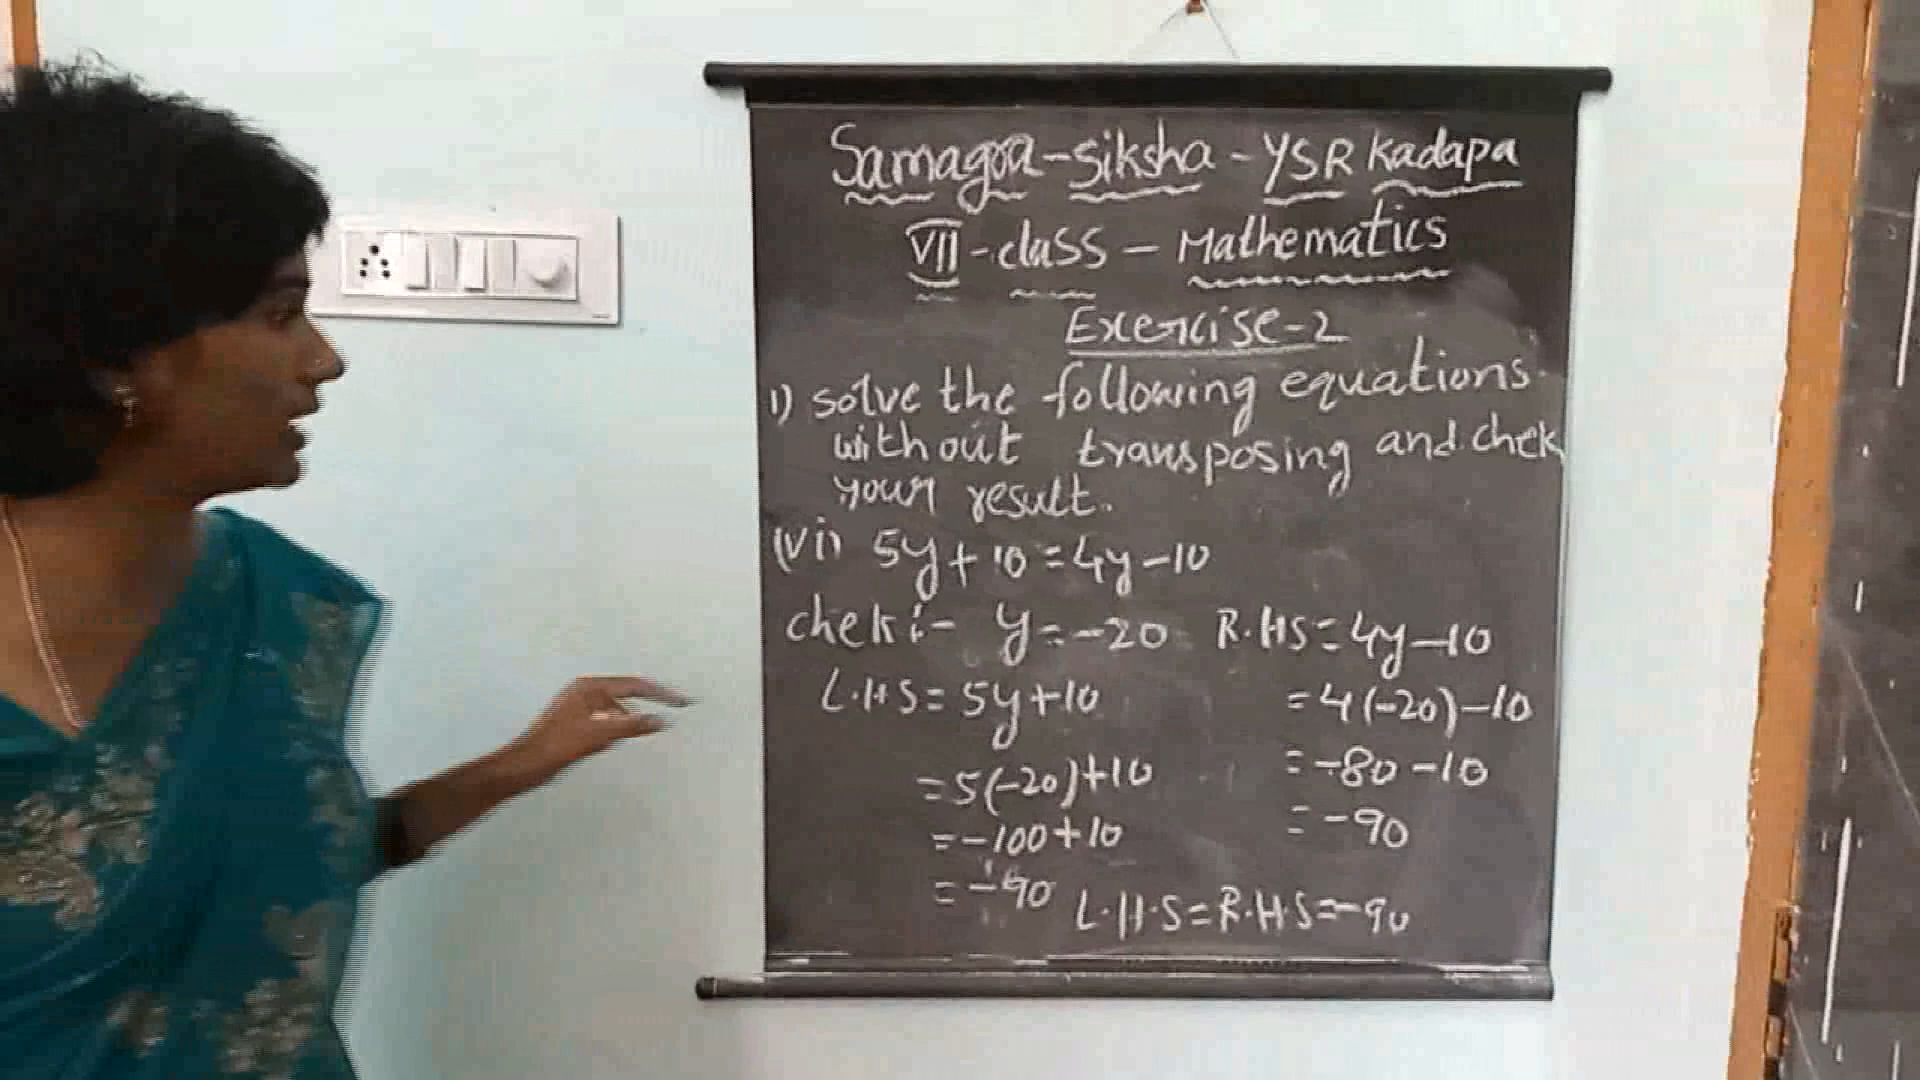 Samagra-siksha - YSR Kadapa
VII - class - Mathematics
Exercise-2
1) solve the following equations
without transposing and chek
your result.
(vi) 5y+10=4y-10
chek:- y=-20
L.H.S=5y+10
=5(-20)+10
=-100+10
=-90
R.HS=4y-10
=4(-20)-10
=-80-10
=-90
L.H.S=R.H.S=-90